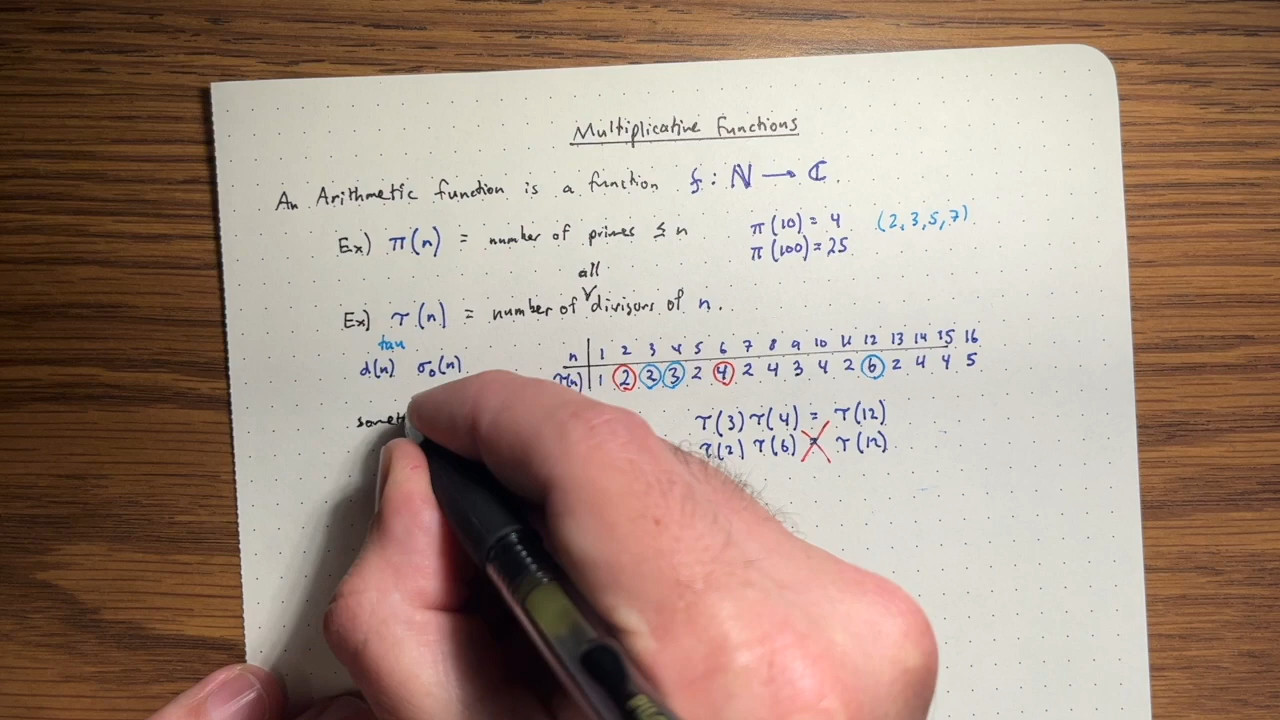 Multiplicative Functions
An Arithmetic function is a function f : ℕ → ℂ.
Ex) π(n) = number of primes ≤ n π(10) = 4 (2,3,5,7)
π(100) = 25
all
Ex) τ(n) = number of divisors of n.
tau
d(n) σ₀(n)
n 1 2 3 4 5 6 7 8 9 10 11 12 13 14 15 16
τ(n) 1 2 2 3 2 4 2 4 3 4 2 6 2 4 4 5
τ(3) τ(4) = τ(12)
τ(2) τ(6) = τ(12)